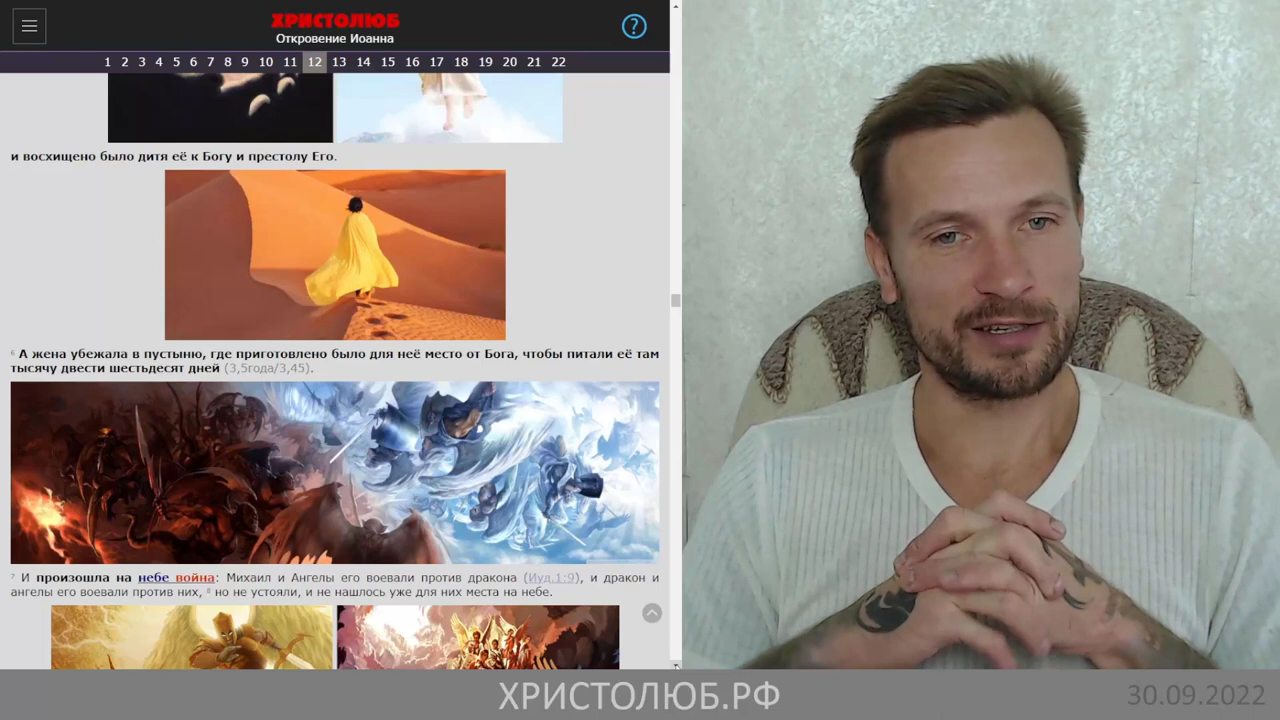 ХРИСТОЛЮБ
Откровение Иоанна
?
1 2 3 4 5 6 7 8 9 10 11 12 13 14 15 16 17 18 19 20 21 22
и восхищено было дитя её к Богу и престолу Его.
6 А жена убежала в пустыню, где приготовлено было для неё место от Бога, чтобы питали её там
тысячу двести шестьдесят дней (3,5года/3,45).
7 И произошла на небе война: Михаил и Ангелы его воевали против дракона (Иуд.1:9), и дракон и
ангелы его воевали против них, 8 но не устояли, и не нашлось уже для них места на небе.
ХРИСТОЛЮБ.РФ
30.09.2022